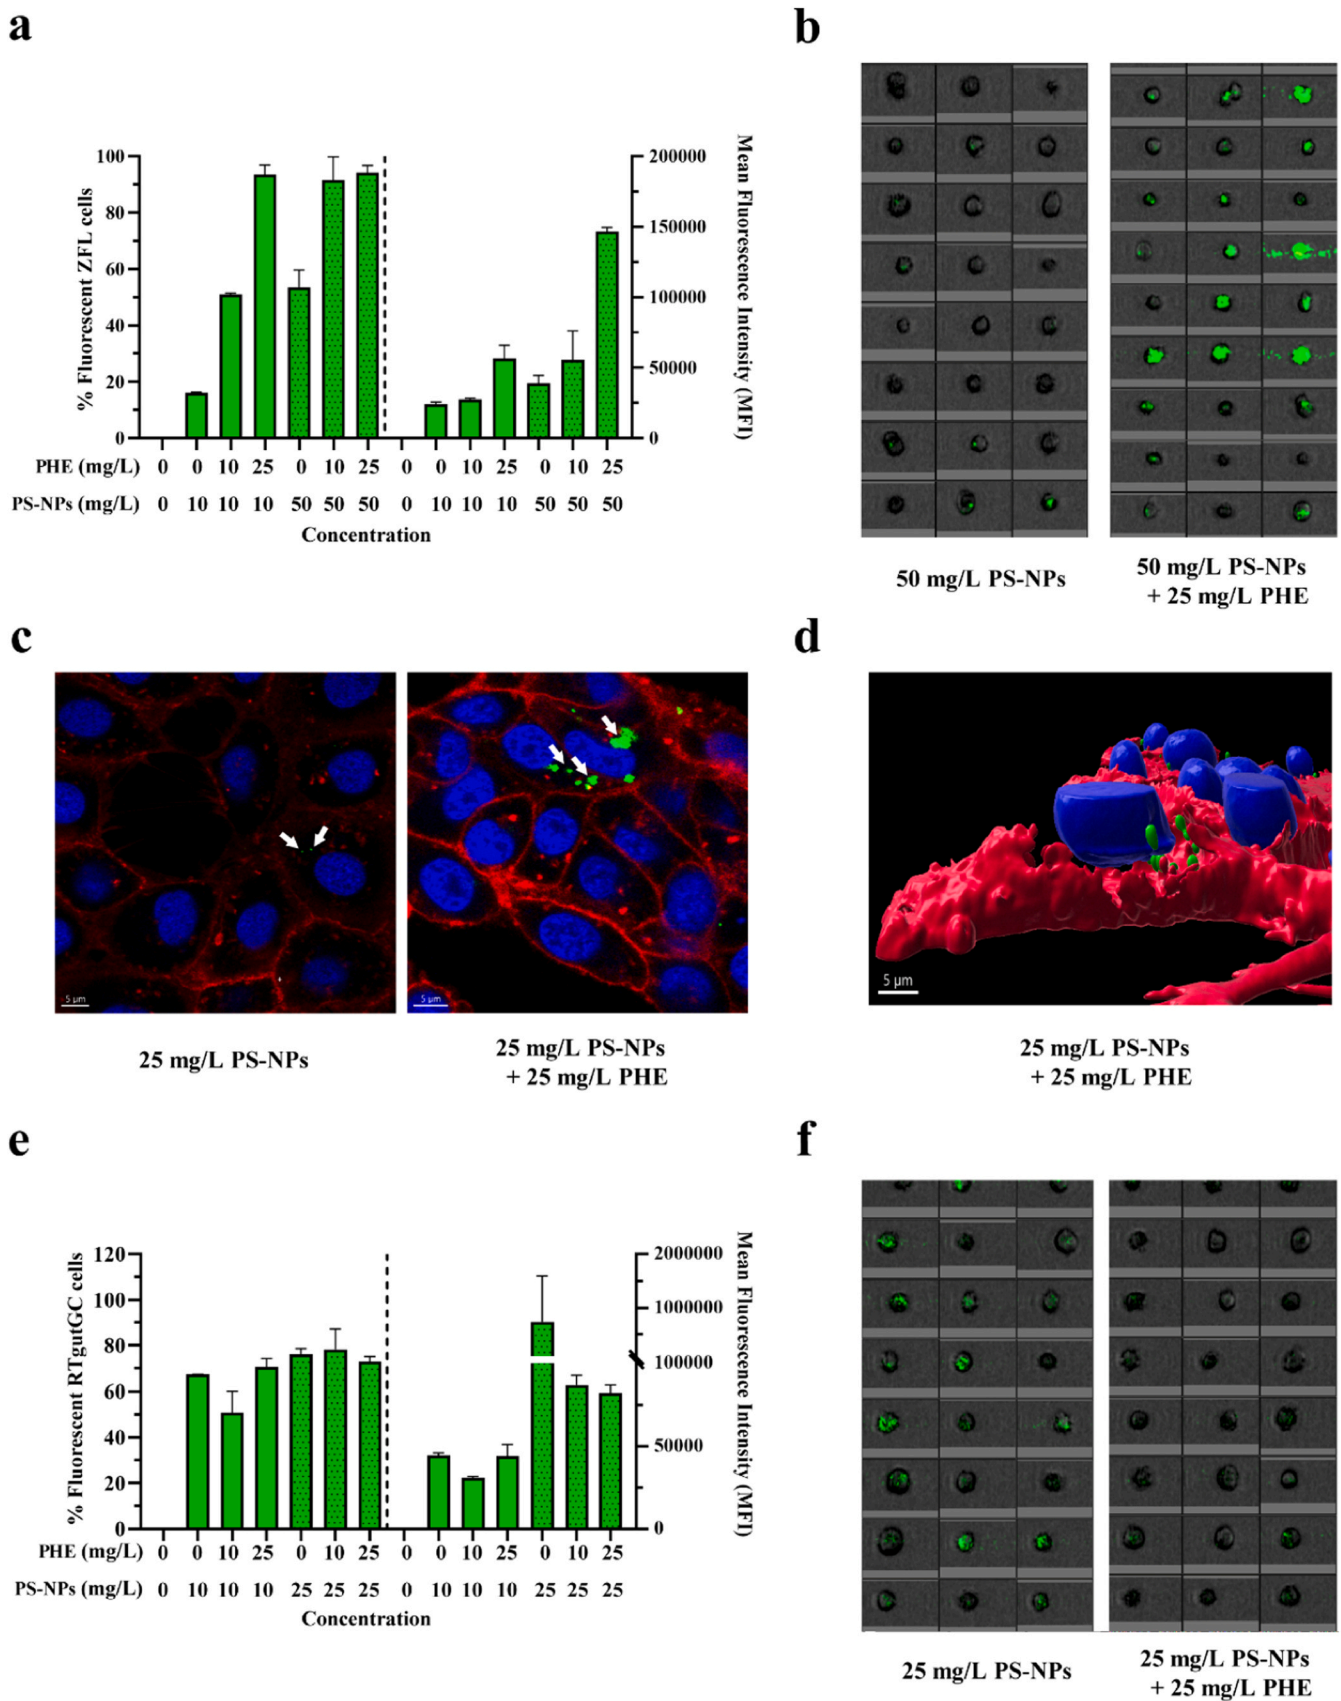 a
b
100
80
60
40
20
0
% Fluorescent ZFL cells
200000
150000
100000
50000
0
Mean Fluorescence Intensity (MFI)
PHE (mg/L) 0 0 10 25 0 10 25 0 0 10 25 0 10 25
PS-NPs (mg/L) 0 10 10 10 50 50 50 0 10 10 10 50 50 50
Concentration
50 mg/L PS-NPs
50 mg/L PS-NPs
+ 25 mg/L PHE
c
d
5 µm
5 µm
5 µm
25 mg/L PS-NPs
25 mg/L PS-NPs
+ 25 mg/L PHE
25 mg/L PS-NPs
+ 25 mg/L PHE
e
f
120
100
80
60
40
20
0
% Fluorescent RTgutGC cells
2000000
1000000
100000
50000
0
Mean Fluorescence Intensity (MFI)
PHE (mg/L) 0 0 10 25 0 10 25 0 0 10 25 0 10 25
PS-NPs (mg/L) 0 10 10 10 25 25 25 0 10 10 10 25 25 25
Concentration
25 mg/L PS-NPs
25 mg/L PS-NPs
+ 25 mg/L PHE